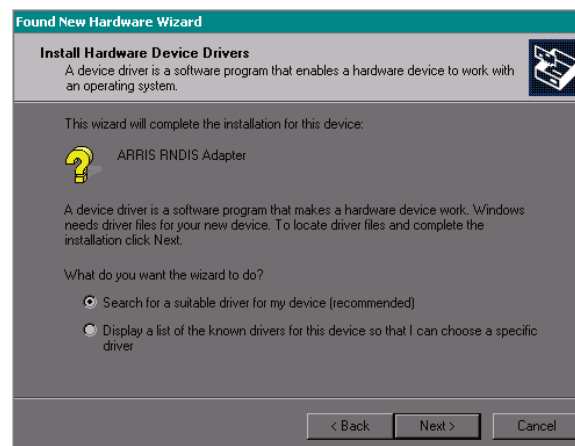 Found New Hardware Wizard
Install Hardware Device Drivers
A device driver is a software program that enables a hardware device to work with
an operating system.
This wizard will complete the installation for this device:
ARRIS RNDIS Adapter
A device driver is a software program that makes a hardware device work. Windows
needs driver files for your new device. To locate driver files and complete the
installation click Next.
What do you want the wizard to do?
Search for a suitable driver for my device (recommended)
Display a list of the known drivers for this device so that I can choose a specific
driver
< Back Next > Cancel